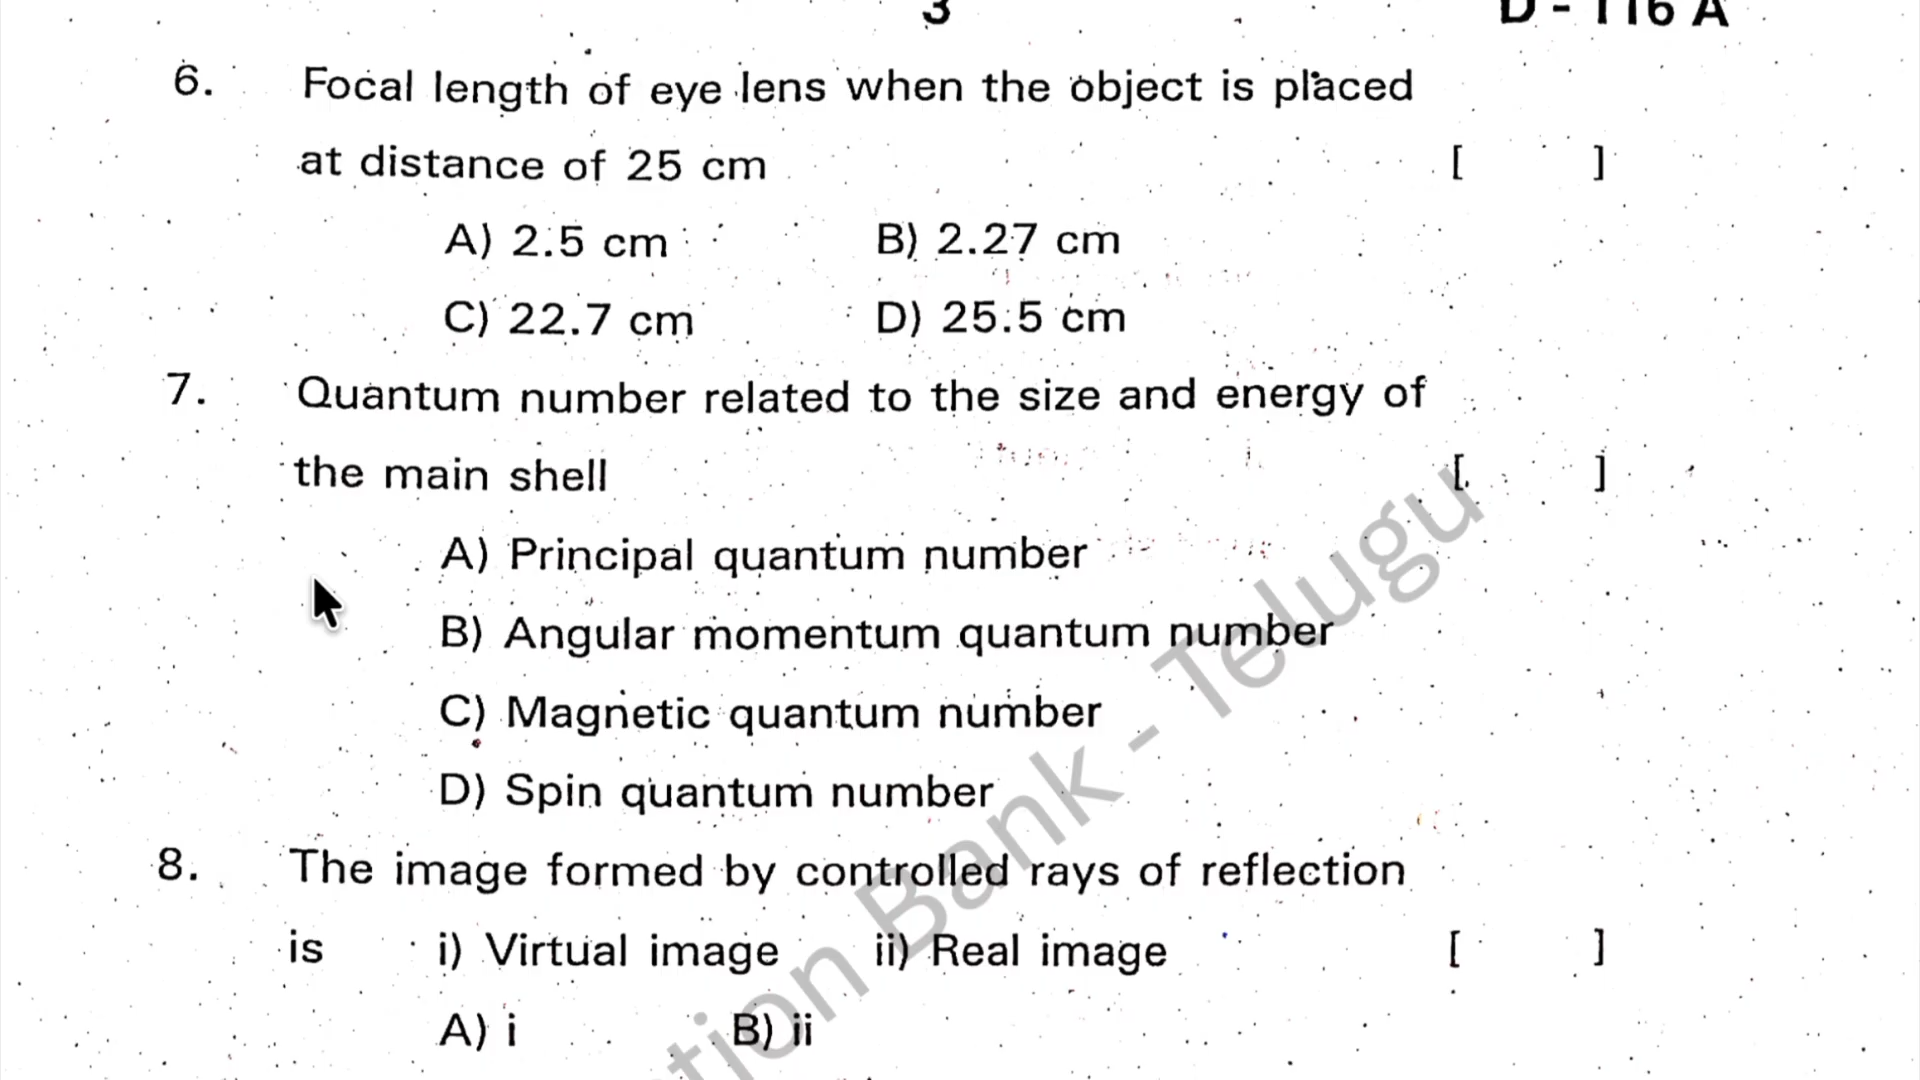 3 D - 116 A
6. Focal length of eye lens when the object is placed
at distance of 25 cm [ ]
A) 2.5 cm B) 2.27 cm
C) 22.7 cm D) 25.5 cm
7. Quantum number related to the size and energy of
the main shell [ ]
A) Principal quantum number
B) Angular momentum quantum number
C) Magnetic quantum number
D) Spin quantum number
8. The image formed by controlled rays of reflection
is i) Virtual image ii) Real image [ ]
A) i B) ii
tion Bank - Telugu